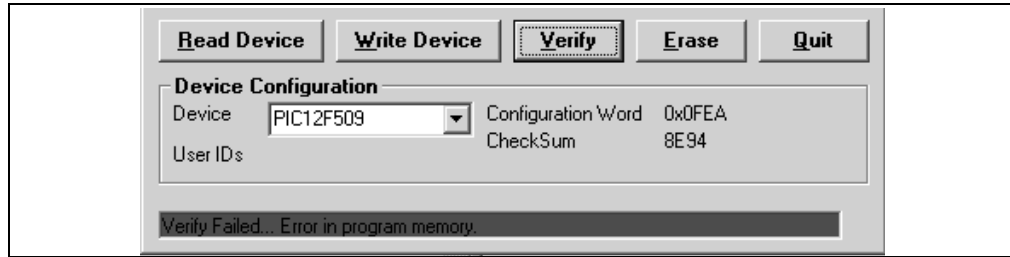 Read Device Write Device Verify Erase Quit
Device Configuration
Device PIC12F509 Configuration Word 0x0FEA
User IDs CheckSum 8E94
Verify Failed... Error in program memory.